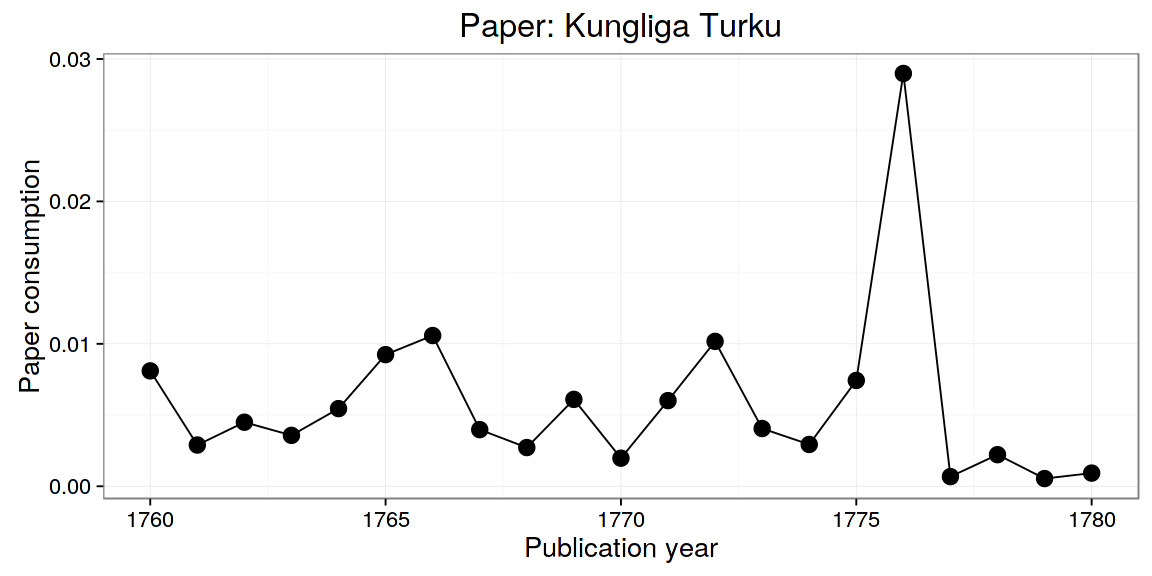 Paper: Kungliga Turku
Paper consumption
0.03
0.02
0.01
0.00
1760 1765 1770 1775 1780
Publication year